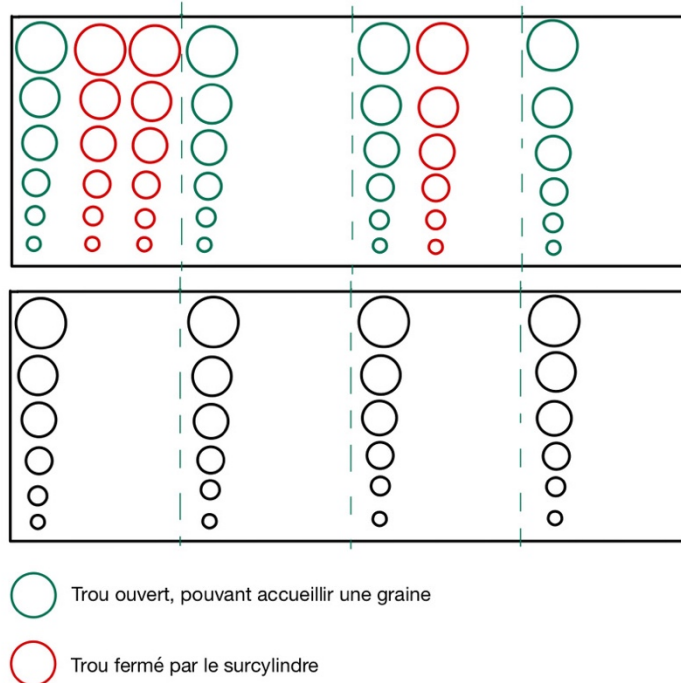 Trou ouvert, pouvant accueillir une graine
Trou fermé par le surcylindre